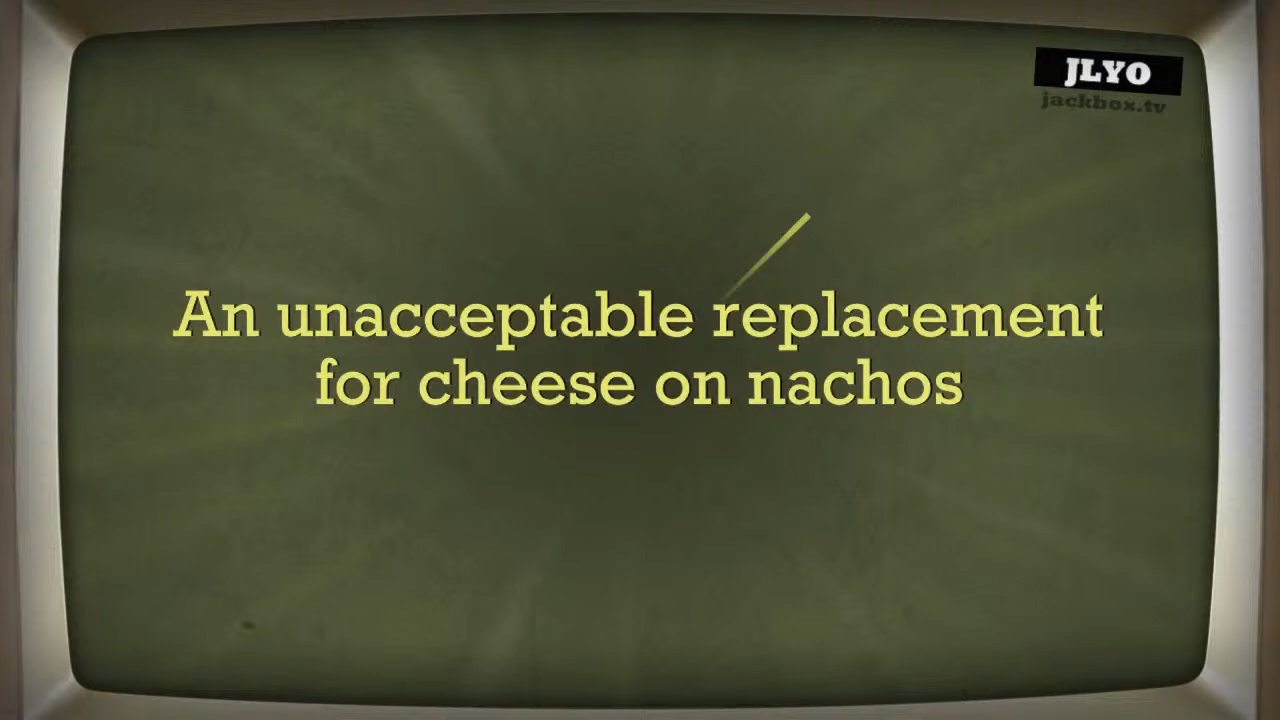 JLYO
jackbox.tv
An unacceptable replacement
for cheese on nachos